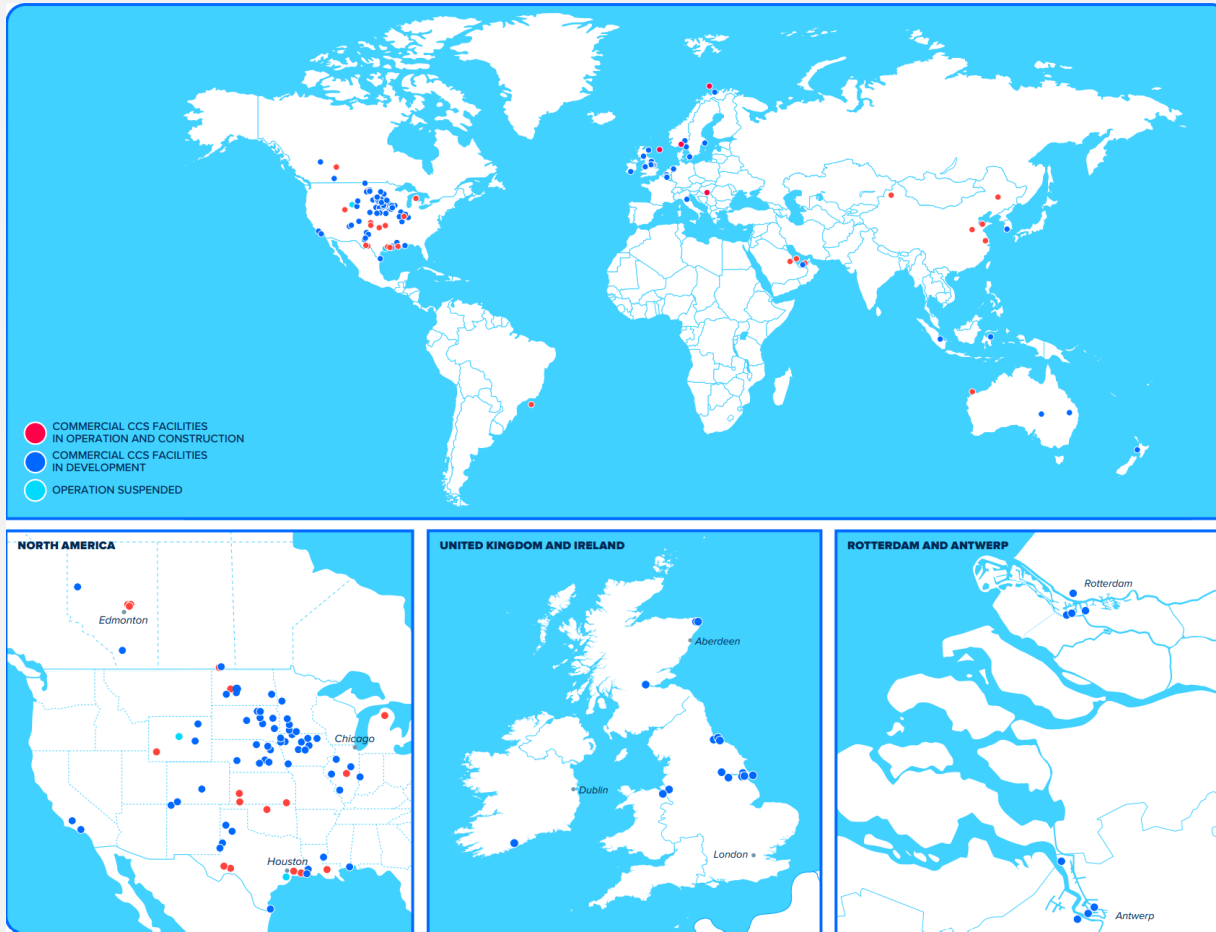 COMMERCIAL CCS FACILITIES
IN OPERATION AND CONSTRUCTION
COMMERCIAL CCS FACILITIES
IN DEVELOPMENT
OPERATION SUSPENDED
NORTH AMERICA
Edmonton
Chicago
Houston
UNITED KINGDOM AND IRELAND
Aberdeen
Dublin
London
ROTTERDAM AND ANTWERP
Rotterdam
Antwerp